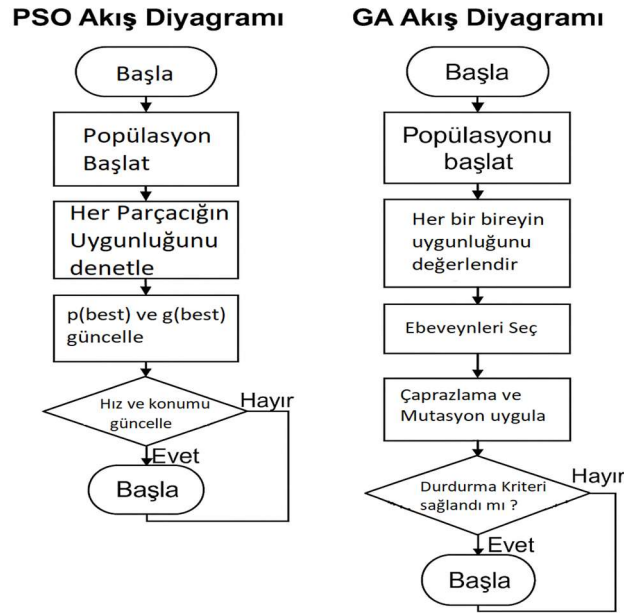 PSO Akış Diyagramı
Başla
Popülasyon
Başlat
Her Parçacığın
Uygunluğunu
denetle
p(best) ve g(best)
güncelle
Hız ve konumu
güncelle
Hayır
Evet
Başla
GA Akış Diyagramı
Başla
Popülasyonu
başlat
Her bir bireyin
uygunluğunu
değerlendir
Ebeveynleri Seç
Çaprazlama ve
Mutasyon uygula
Durdurma Kriteri
sağlandı mı ?
Hayır
Evet
Başla